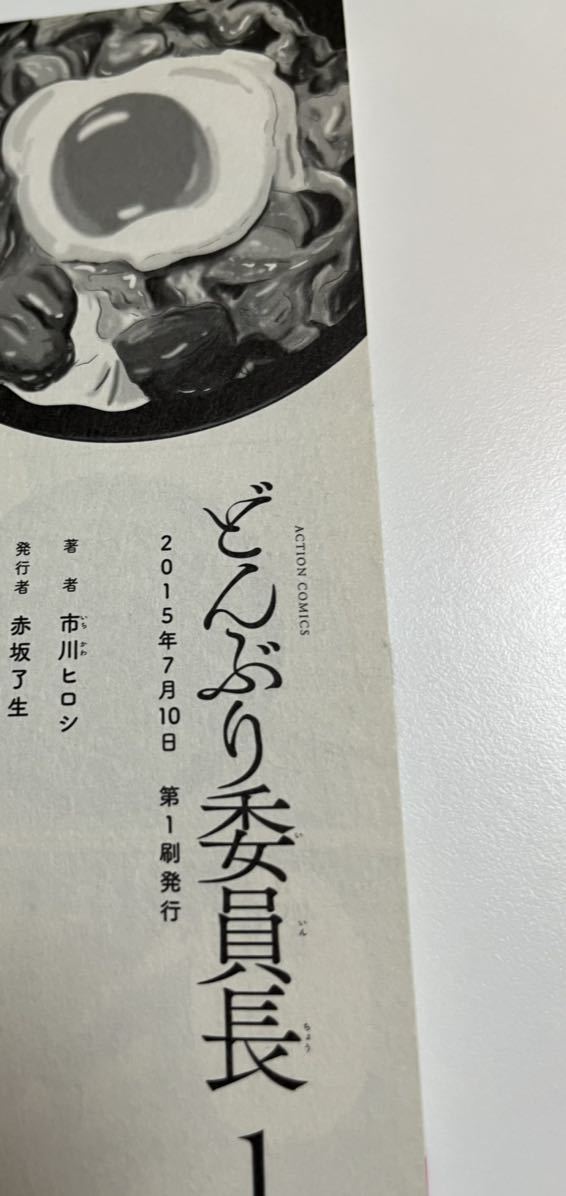 ACTION COMICS
どんぶり委員長 1
2015年7月10日 第1刷発行
著者 市川ヒロシ
発行者 赤坂了生